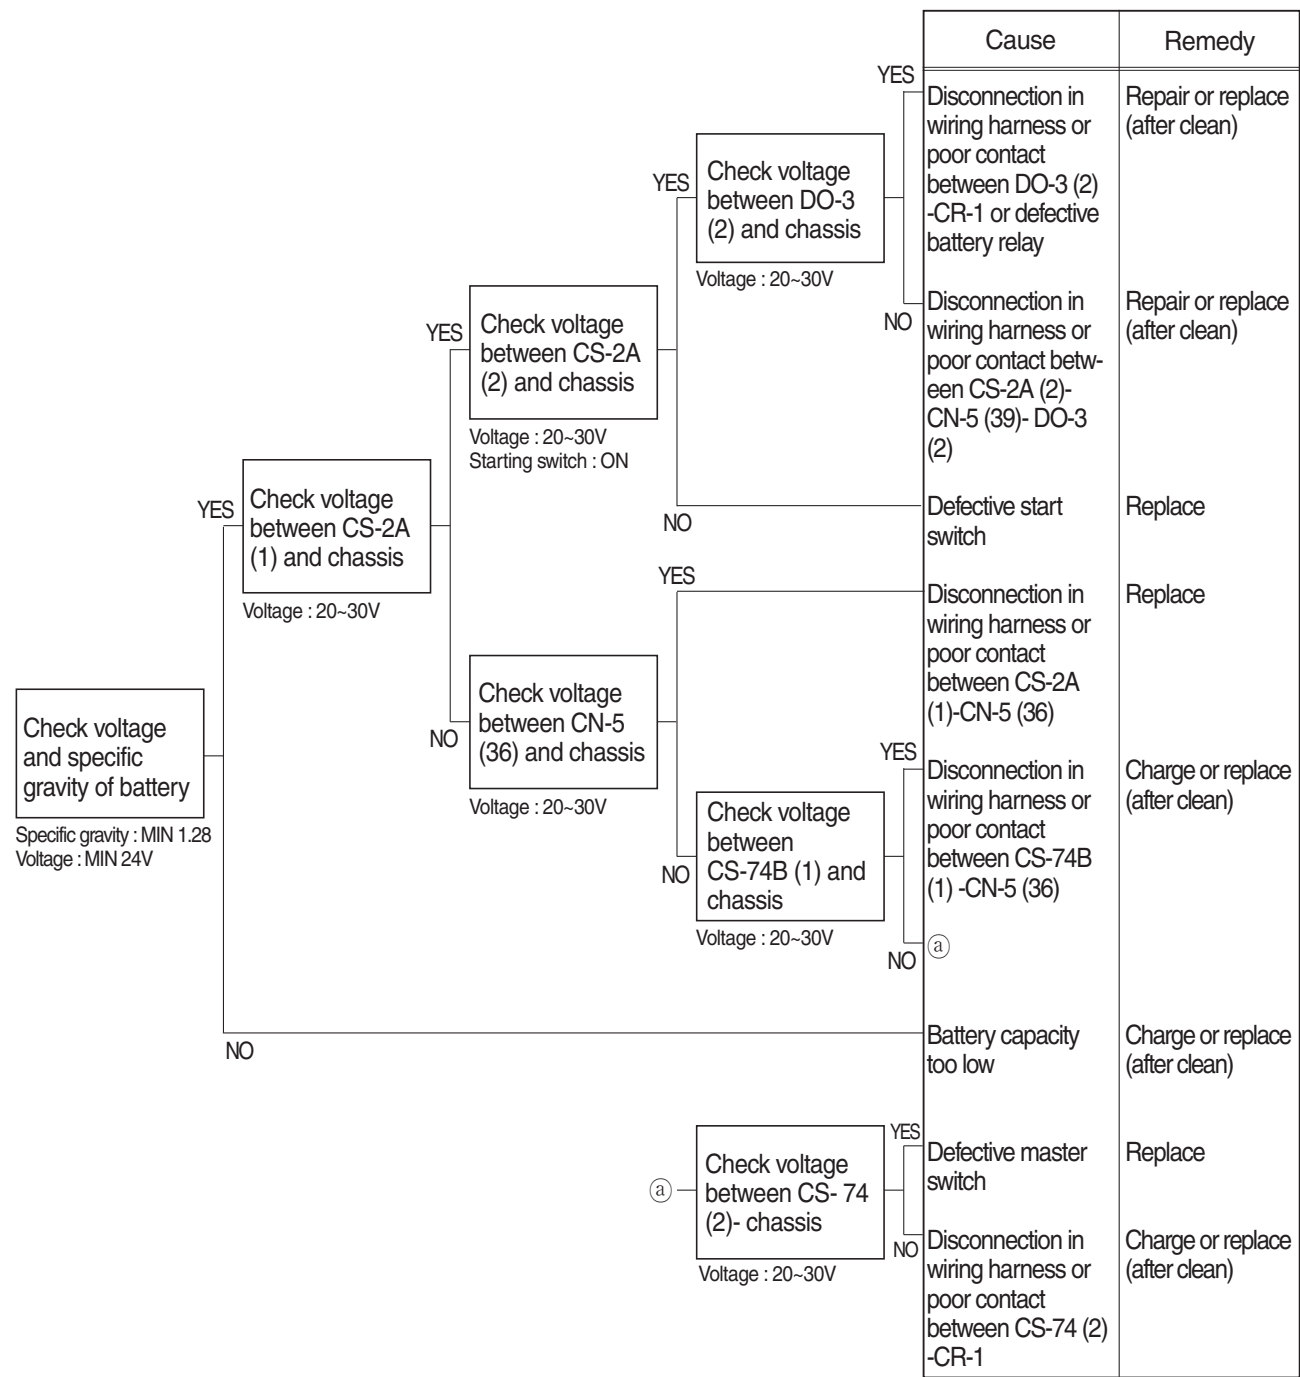 Cause
Remedy
YES
Disconnection in
wiring harness or
poor contact
between DO-3 (2)
-CR-1 or defective
battery relay
Repair or replace
(after clean)
YES
Check voltage
between DO-3
(2) and chassis
Voltage : 20~30V
NO
Disconnection in
wiring harness or
poor contact betw-
een CS-2A (2)-
CN-5 (39)- DO-3
(2)
Repair or replace
(after clean)
YES
Check voltage
between CS-2A
(2) and chassis
Voltage : 20~30V
Starting switch : ON
NO
Defective start
switch
Replace
YES
Check voltage
between CS-2A
(1) and chassis
Voltage : 20~30V
YES
Disconnection in
wiring harness or
poor contact
between CS-2A
(1)-CN-5 (36)
Replace
NO
Check voltage
between CN-5
(36) and chassis
Voltage : 20~30V
Check voltage
and specific
gravity of battery
Specific gravity : MIN 1.28
Voltage : MIN 24V
YES
Disconnection in
wiring harness or
poor contact
between CS-74B
(1) -CN-5 (36)
Charge or replace
(after clean)
NO
Check voltage
between
CS-74B (1) and
chassis
Voltage : 20~30V
NO
ⓐ
NO
Battery capacity
too low
Charge or replace
(after clean)
ⓐ
Check voltage
between CS- 74
(2)- chassis
Voltage : 20~30V
YES
Defective master
switch
Replace
NO
Disconnection in
wiring harness or
poor contact
between CS-74 (2)
-CR-1
Charge or replace
(after clean)